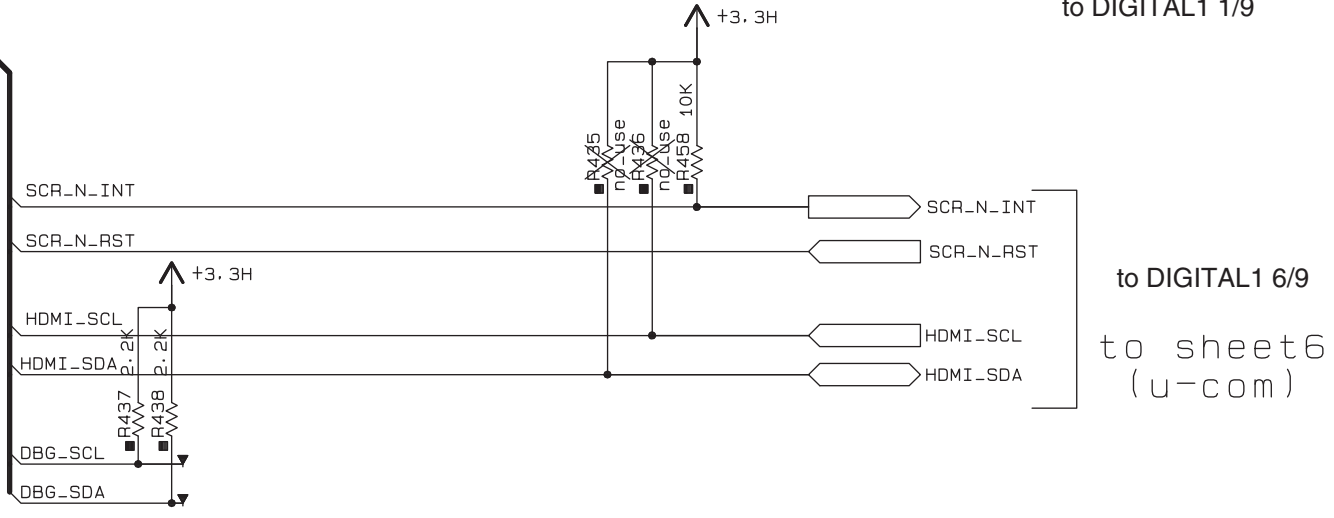 to DIGITAL1 1/9
+3.3H
R435
no_use
R436
no_use
R458 10K
SCR_N_INT
SCR_N_INT
SCR_N_RST
SCR_N_RST
+3.3H
to DIGITAL1 6/9
HDMI_SCL
HDMI_SCL
to sheet6
(u-com)
HDMI_SDA
HDMI_SDA
R437 2.2K
R438 2.2K
DBG_SCL
DBG_SDA